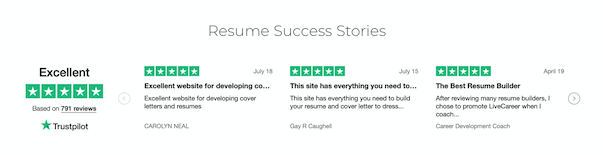 Resume Success Stories
Excellent
Based on 791 reviews
Trustpilot
July 18
Excellent website for developing co...
Excellent website for developing cover
letters and resumes
CAROLYN NEAL
July 15
This site has everything you need to...
This site has everything you need to build
your resume and cover letter to dress...
Gay R Caughell
April 19
The Best Resume Builder
After reviewing many resume builders, I
chose to promote LiveCareer when I
coach...
Career Development Coach